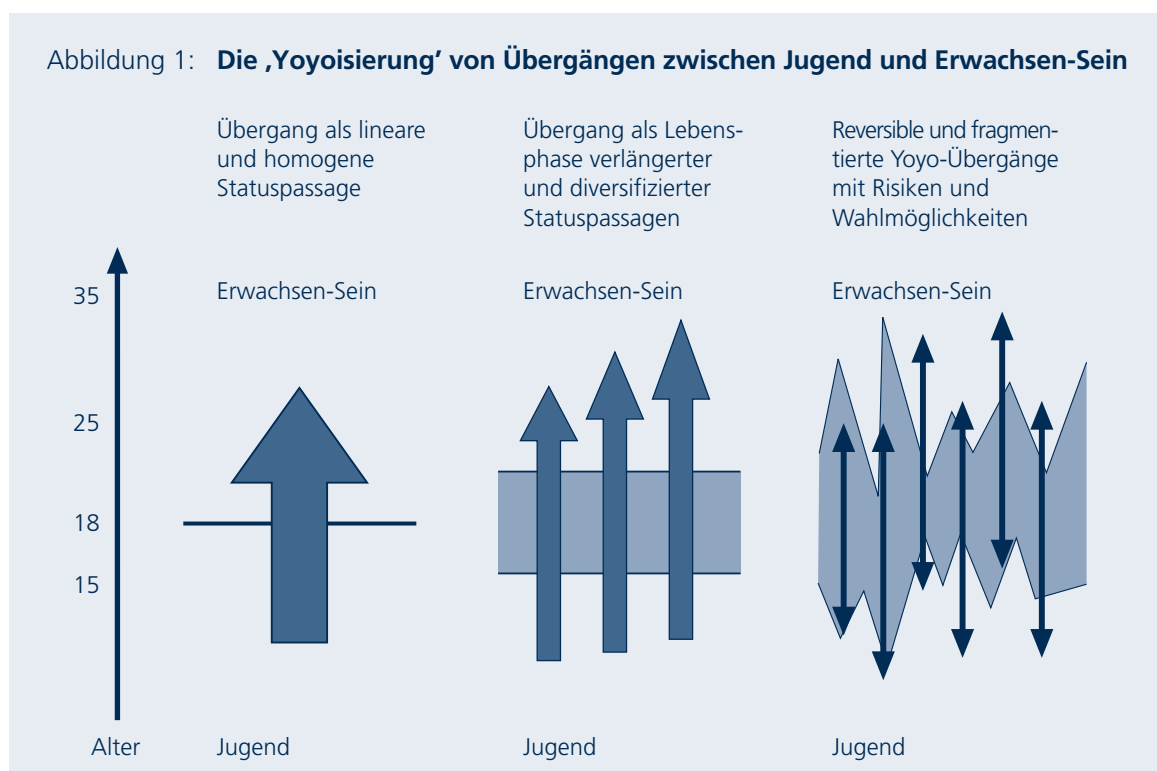 Abbildung 1: Die ‚Yoyoisierung’ von Übergängen zwischen Jugend und Erwachsen-Sein
Übergang als lineare
und homogene
Statuspassage
Übergang als Lebens-
phase verlängerter
und diversifizierter
Statuspassagen
Reversible und fragmen-
tierte Yoyo-Übergänge
mit Risiken und
Wahlmöglichkeiten
35
25
18
15
Alter
Erwachsen-Sein
Erwachsen-Sein
Erwachsen-Sein
Jugend
Jugend
Jugend